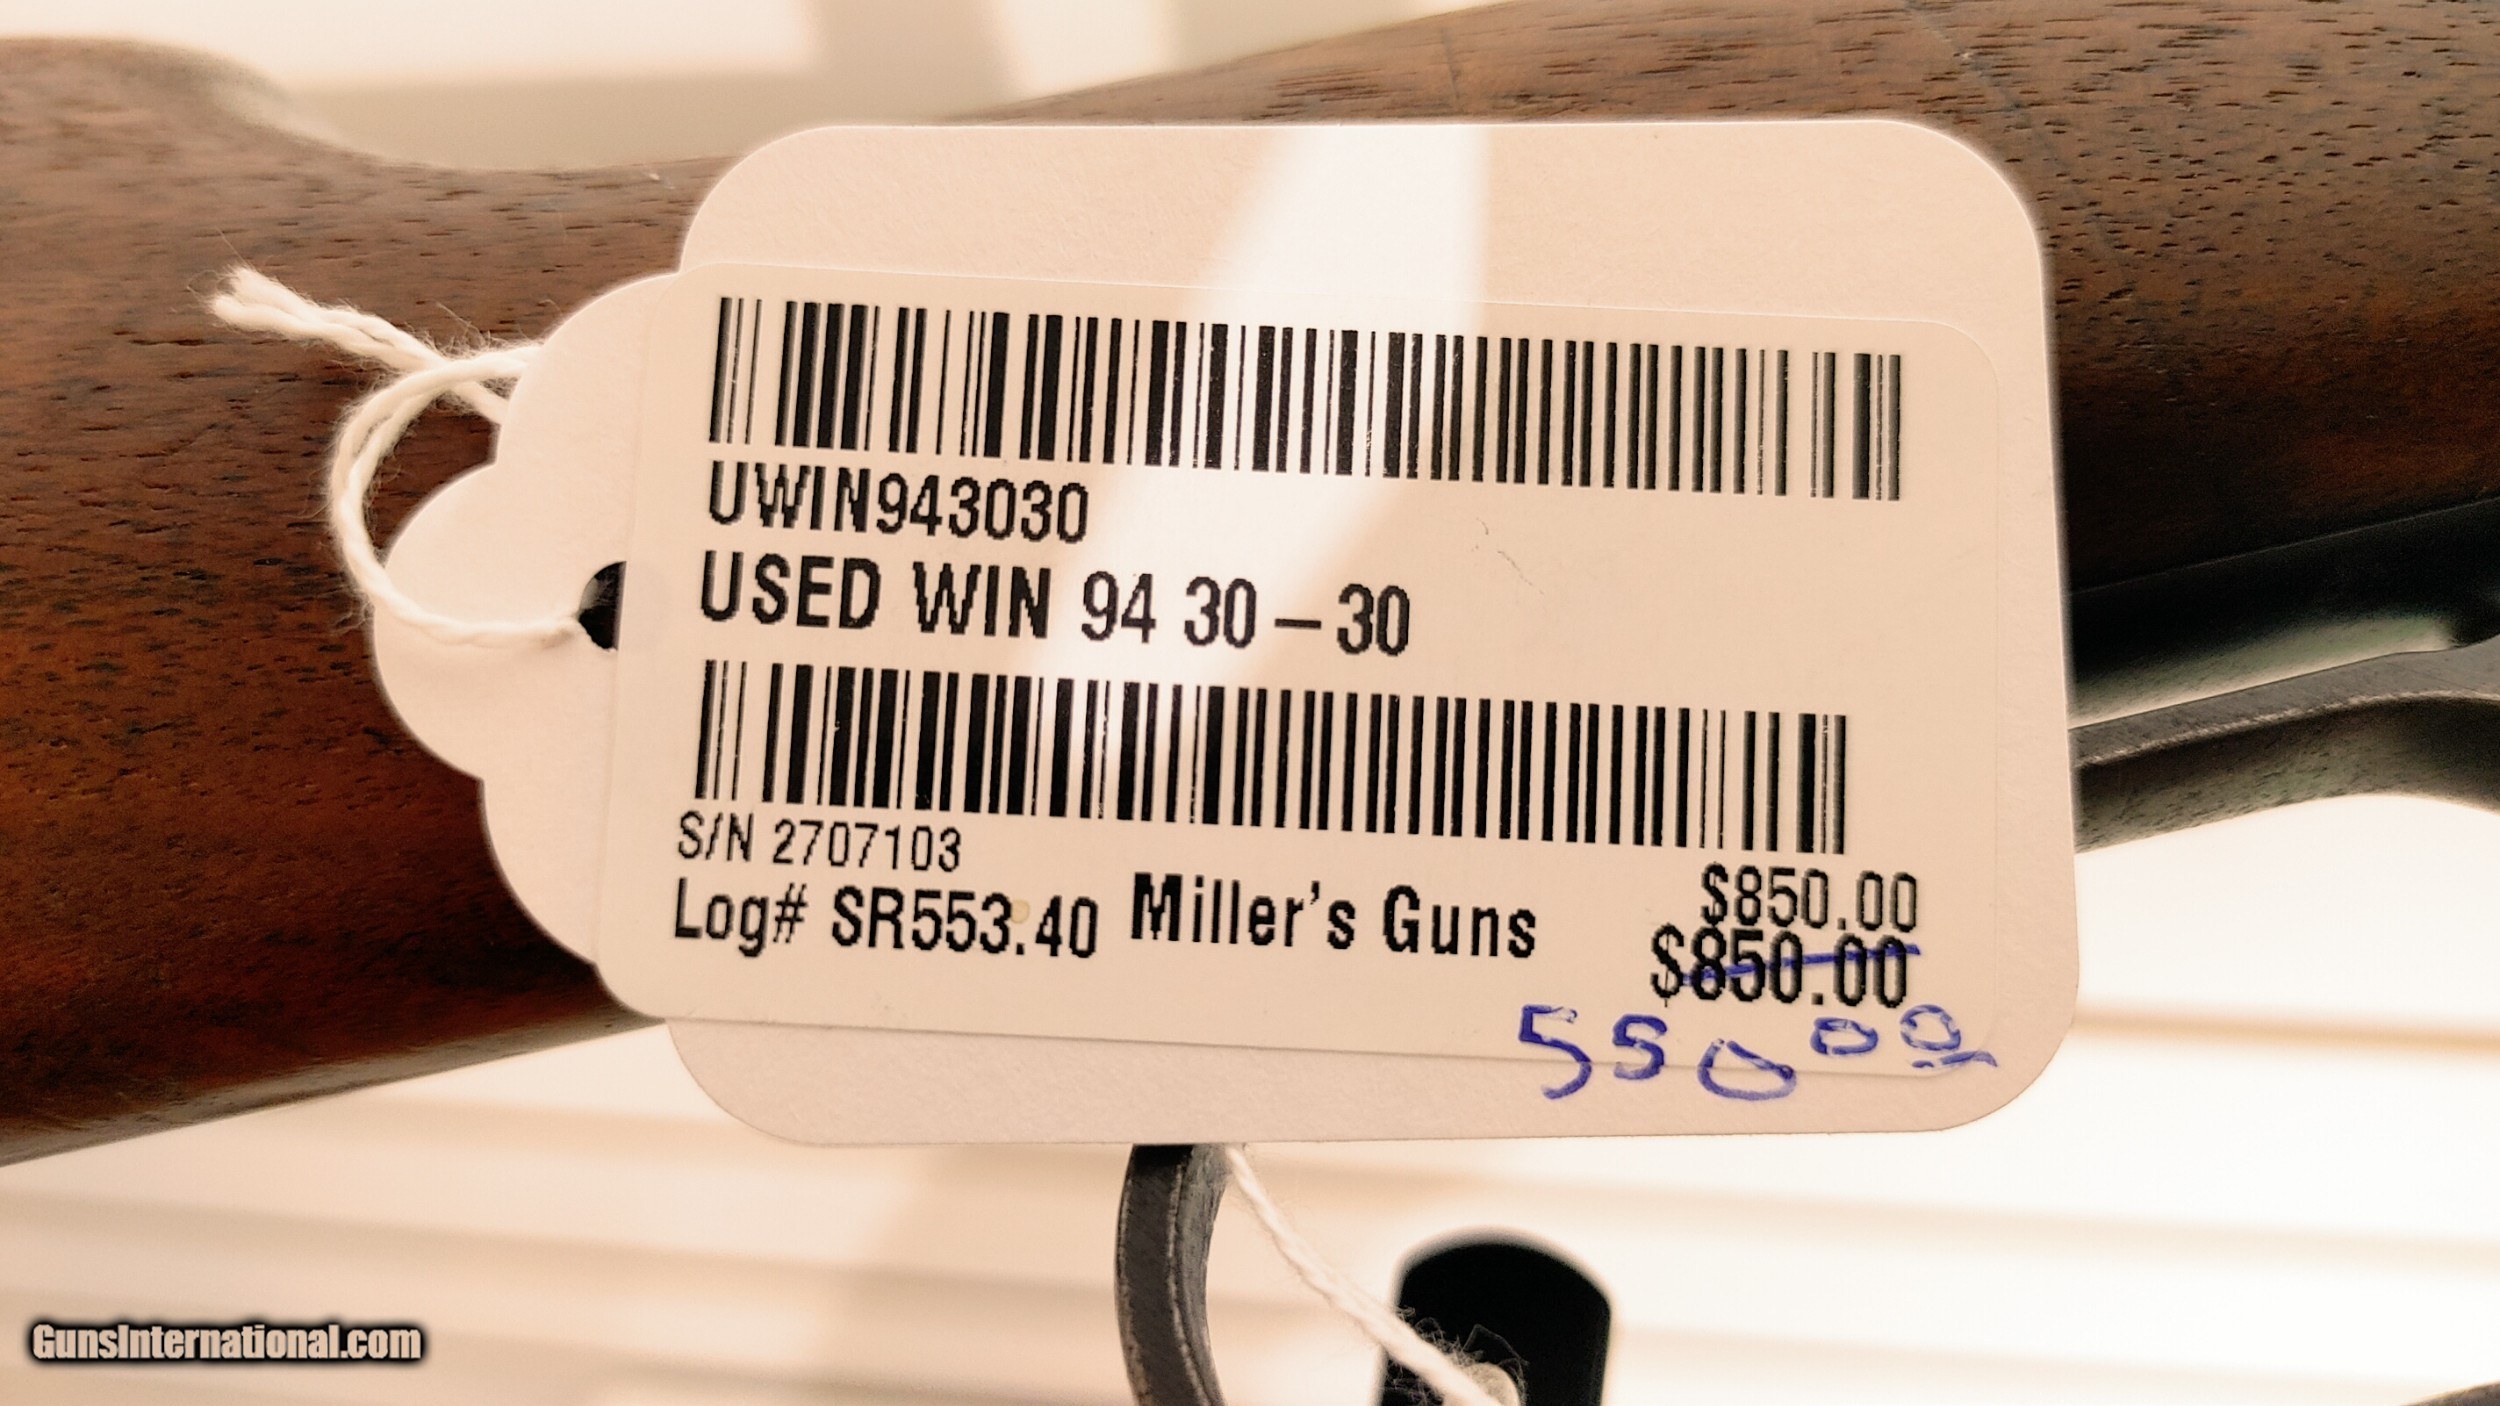 UWIN943030
USED WIN 94 30-30
S/N 2707103
$850.00
Log# SR553.40 Miller's Guns
$850.00
550 00
GunsInternational.com